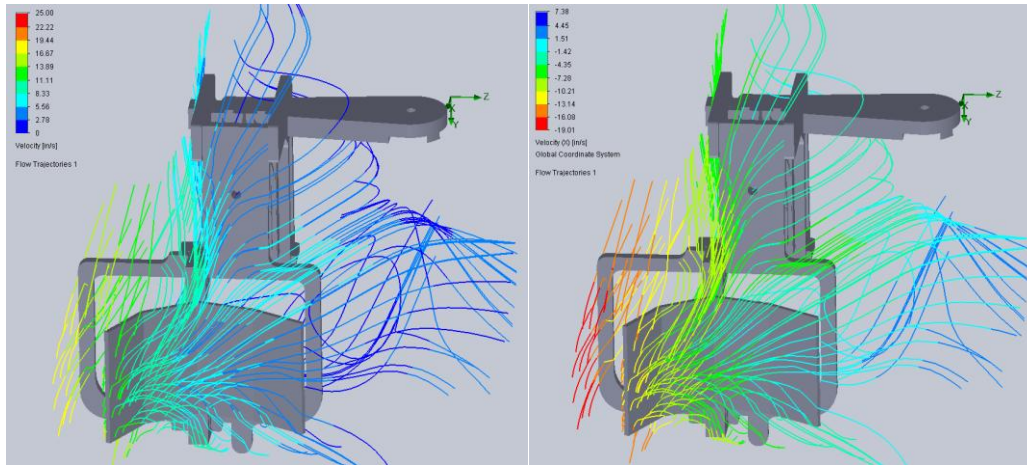 25.00
22.22
19.44
16.67
13.89
11.11
8.33
5.56
2.78
0
Velocity [in/s]
Flow Trajectories 1
Z
X
Y
7.38
4.45
1.51
-1.42
-4.35
-7.28
-10.21
-13.14
-16.08
-19.01
Velocity (X) [in/s]
Global Coordinate System
Flow Trajectories 1
Z
X
Y